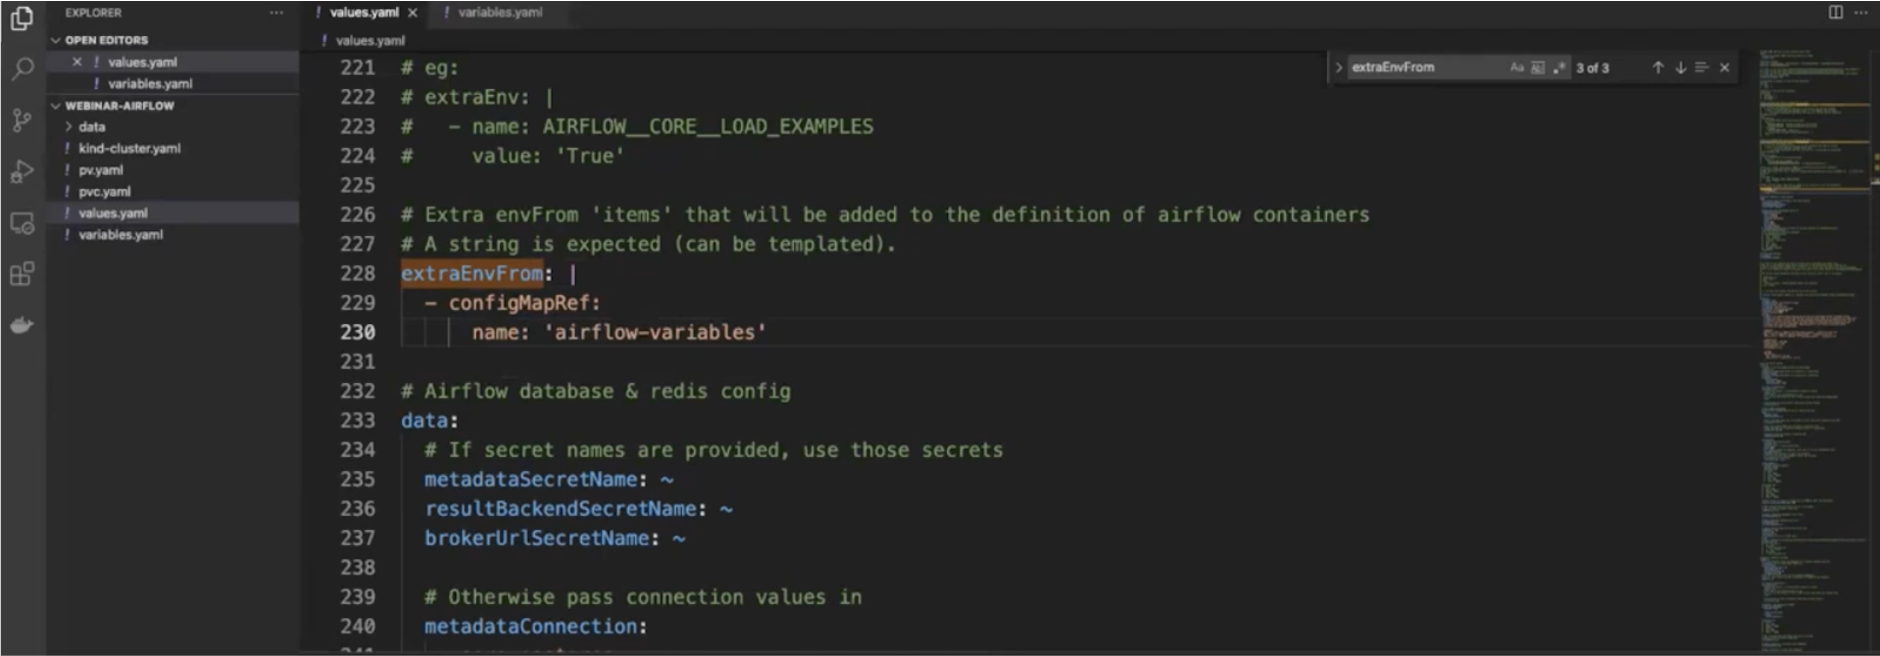 EXPLORER
OPEN EDITORS
values.yaml
variables.yaml
WEBINAR-AIRFLOW
data
kind-cluster.yaml
pv.yaml
pvc.yaml
values.yaml
variables.yaml
values.yaml
variables.yaml
values.yaml
extraEnvFrom Aa 3 of 3
221 # eg:
222 # extraEnv: |
223 #   - name: AIRFLOW__CORE__LOAD_EXAMPLES
224 #     value: 'True'
225
226 # Extra envFrom 'items' that will be added to the definition of airflow containers
227 # A string is expected (can be templated).
228 extraEnvFrom: |
229   - configMapRef:
230       name: 'airflow-variables'
231
232 # Airflow database & redis config
233 data:
234   # If secret names are provided, use those secrets
235   metadataSecretName: ~
236   resultBackendSecretName: ~
237   brokerUrlSecretName: ~
238
239   # Otherwise pass connection values in
240   metadataConnection: